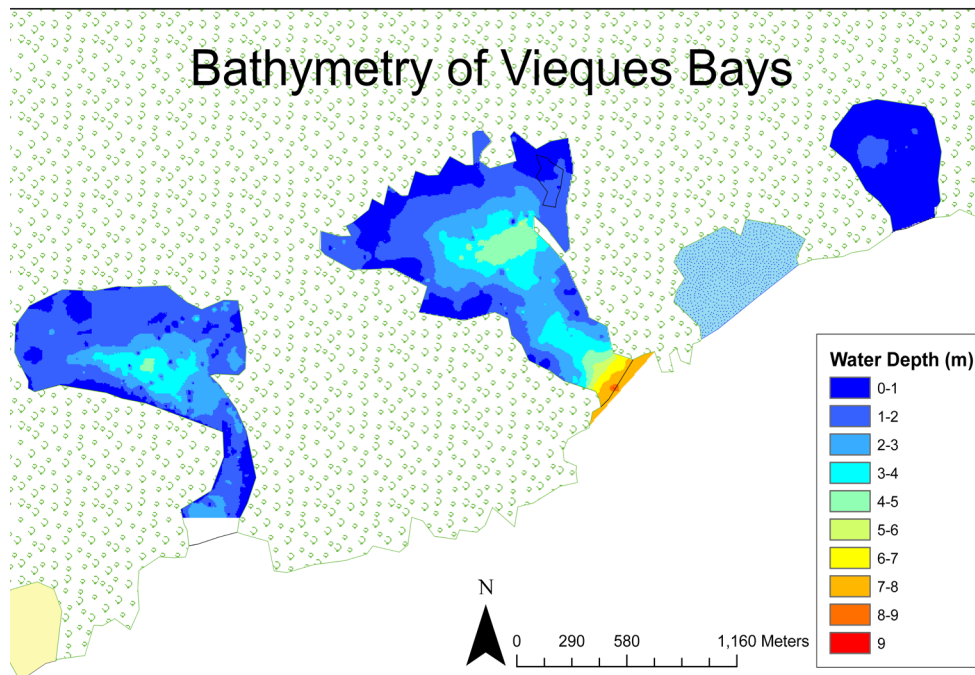 Bathymetry of Vieques Bays
Water Depth (m)
0-1
1-2
2-3
3-4
4-5
5-6
6-7
7-8
8-9
9
N
0 290 580 1,160 Meters